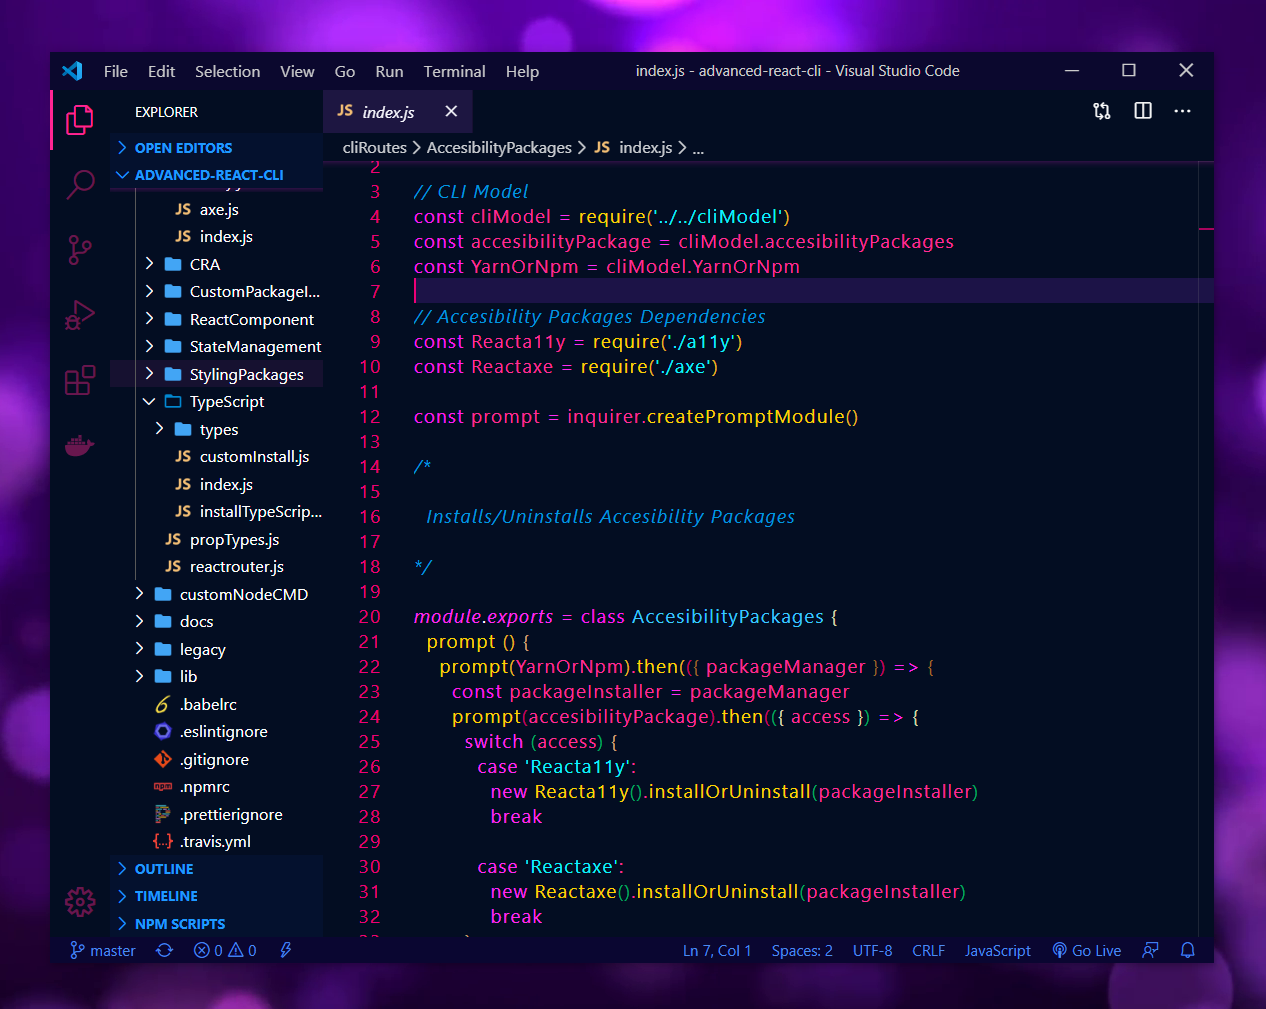 File Edit Selection View Go Run Terminal Help
index.js - advanced-react-cli - Visual Studio Code
EXPLORER
OPEN EDITORS
ADVANCED-REACT-CLI
axe.js
index.js
CRA
CustomPackageI...
ReactComponent
StateManagement
StylingPackages
TypeScript
types
customInstall.js
index.js
installTypeScrip...
propTypes.js
reactrouter.js
customNodeCMD
docs
legacy
lib
.babelrc
.eslintignore
.gitignore
.npmrc
.prettierignore
.travis.yml
OUTLINE
TIMELINE
NPM SCRIPTS
JS index.js
cliRoutes > AccesibilityPackages > JS index.js > ...
2
3 // CLI Model
4 const cliModel = require('../../cliModel')
5 const accesibilityPackage = cliModel.accesibilityPackages
6 const YarnOrNpm = cliModel.YarnOrNpm
7
8 // Accesibility Packages Dependencies
9 const Reacta11y = require('./a11y')
10 const Reactaxe = require('./axe')
11
12 const prompt = inquirer.createPromptModule()
13
14 /*
15
16 Installs/Uninstalls Accesibility Packages
17
18 */
19
20 module.exports = class AccesibilityPackages {
21 prompt () {
22 prompt(YarnOrNpm).then(({ packageManager }) => {
23 const packageInstaller = packageManager
24 prompt(accesibilityPackage).then(({ access }) => {
25 switch (access) {
26 case 'Reacta11y':
27 new Reacta11y().installOrUninstall(packageInstaller)
28 break
29
30 case 'Reactaxe':
31 new Reactaxe().installOrUninstall(packageInstaller)
32 break
master 0 0 Ln 7, Col 1 Spaces: 2 UTF-8 CRLF JavaScript Go Live